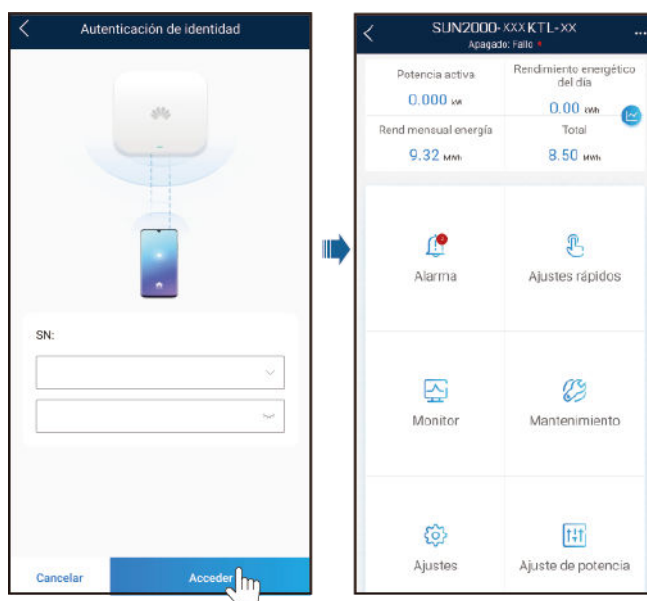 Autenticación de identidad
SN:
Cancelar
Acceder
SUN2000-XXXKTL-XX
...
Apagado: Fallo
Potencia activa
0.000 kW
Rendimiento energético
del día
0.00 kWh
Rend mensual energía
9.32 MWh
Total
8.50 MWh
Alarma
Ajustes rápidos
Monitor
Mantenimiento
Ajustes
Ajuste de potencia